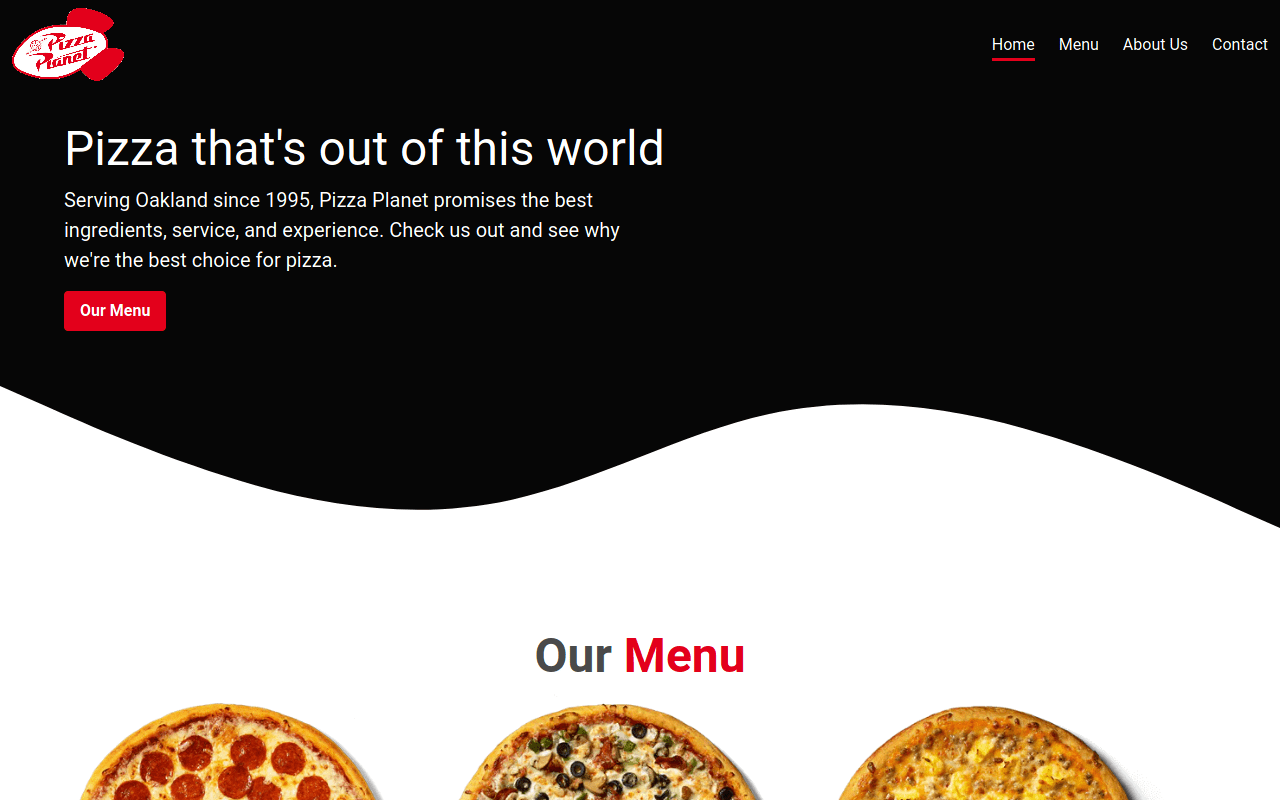 Pizza
Planet
Home Menu About Us Contact
Pizza that's out of this world
Serving Oakland since 1995, Pizza Planet promises the best
ingredients, service, and experience. Check us out and see why
we're the best choice for pizza.
Our Menu
Our Menu